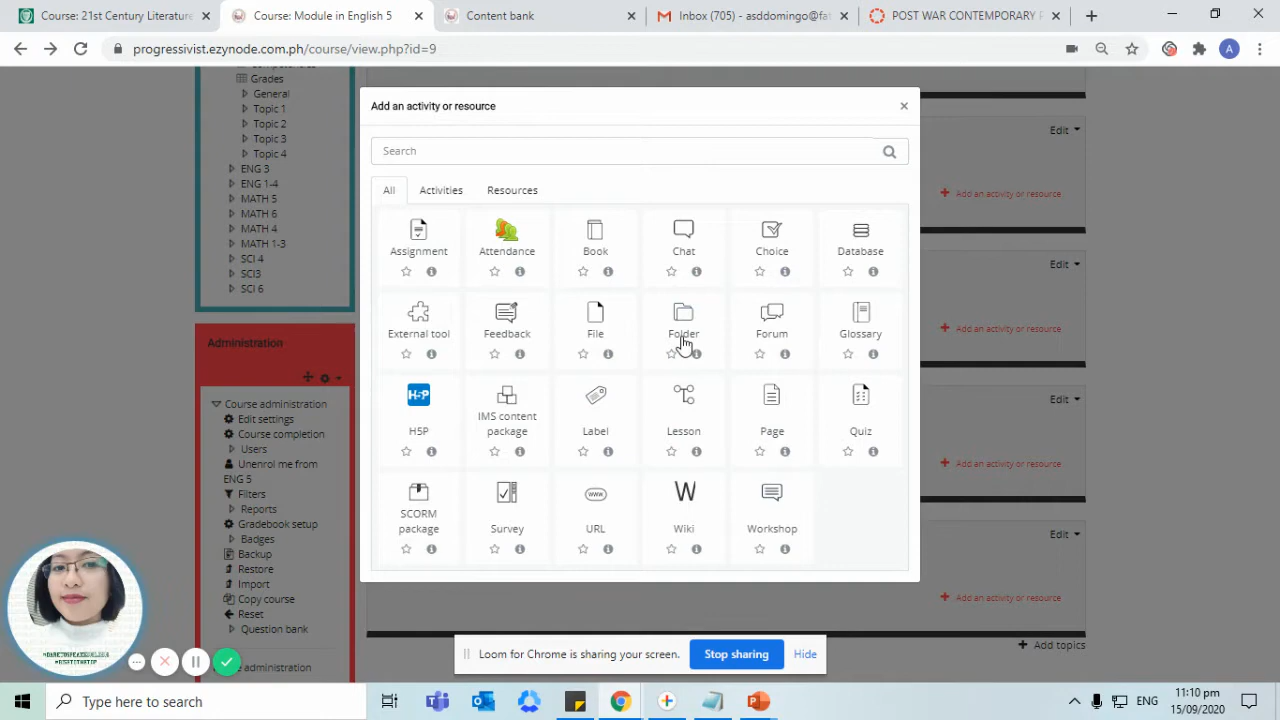 Course: 21st Century Literature
Course: Module in English 5
Content bank
Inbox (705) - asddomingo@fat
POST WAR CONTEMPORARY P
progressivist.ezynode.com.ph/course/view.php?id=9
A
Grades
General
Topic 1
Topic 2
Topic 3
Topic 4
ENG 3
ENG 1-4
MATH 5
MATH 6
MATH 4
MATH 1-3
SCI 4
SCI3
SCI 6
Administration
Course administration
Edit settings
Course completion
Users
Unenrol me from
ENG 5
Filters
Reports
Gradebook setup
Badges
Backup
Restore
Import
Copy course
Reset
Question bank
administration
Add an activity or resource
Search
All
Activities
Resources
Assignment
Attendance
Book
Chat
Choice
Database
External tool
Feedback
File
Folder
Forum
Glossary
H5P
H5P
IMS content
package
Label
Lesson
Page
Quiz
SCORM
package
Survey
WWW
URL
W
Wiki
Workshop
Edit
Add an activity or resource
Edit
Add an activity or resource
Edit
Add an activity or resource
Edit
Add an activity or resource
Add topics
Loom for Chrome is sharing your screen.
Stop sharing
Hide
Type here to search
ENG
11:10 pm
15/09/2020